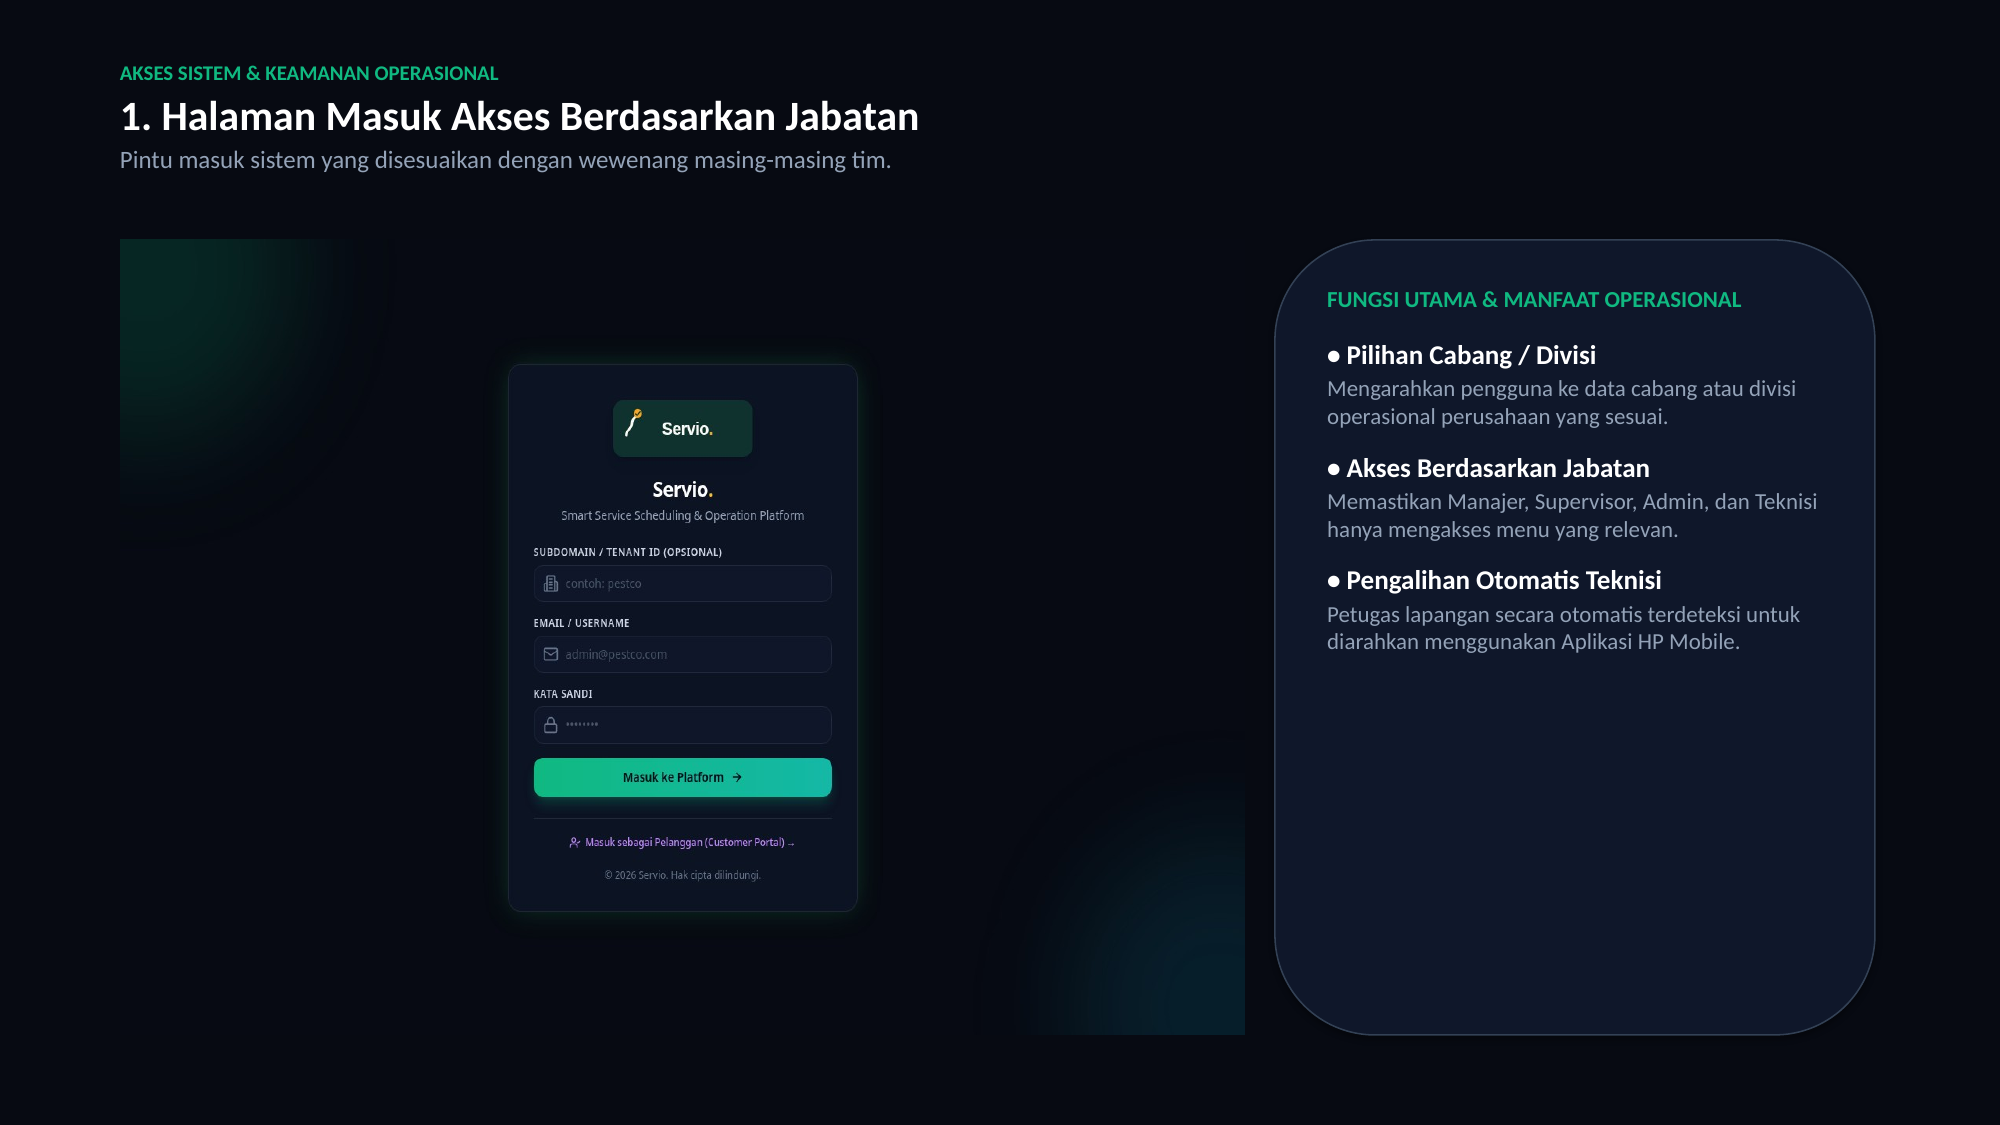 AKSES SISTEM & KEAMANAN OPERASIONAL
1. Halaman Masuk Akses Berdasarkan Jabatan
Pintu masuk sistem yang disesuaikan dengan wewenang masing-masing tim.
Servio.
Servio.
Smart Service Scheduling & Operation Platform
SUBDOMAIN / TENANT ID (OPSIONAL)
contoh: pestco
EMAIL / USERNAME
admin@pestco.com
KATA SANDI
••••••••
Masuk ke Platform →
Masuk sebagai Pelanggan (Customer Portal) →
© 2026 Servio. Hak cipta dilindungi.
FUNGSI UTAMA & MANFAAT OPERASIONAL
● Pilihan Cabang / Divisi
Mengarahkan pengguna ke data cabang atau divisi
operasional perusahaan yang sesuai.
● Akses Berdasarkan Jabatan
Memastikan Manajer, Supervisor, Admin, dan Teknisi
hanya mengakses menu yang relevan.
● Pengalihan Otomatis Teknisi
Petugas lapangan secara otomatis terdeteksi untuk
diarahkan menggunakan Aplikasi HP Mobile.